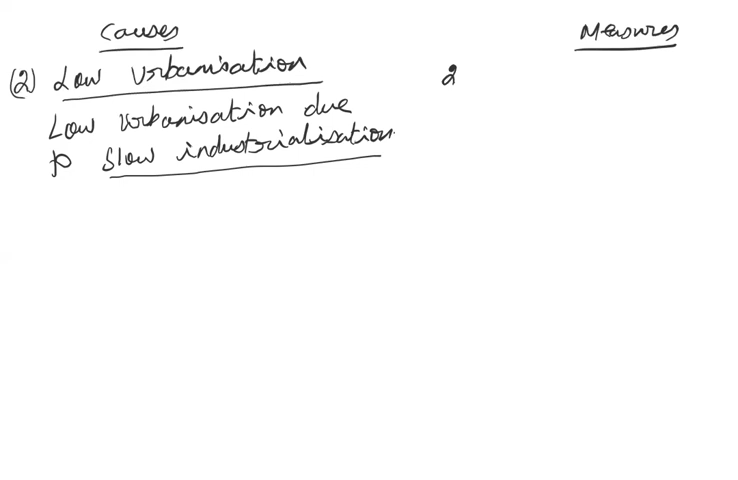 Causes
Measures
(2) Low Urbanisation
2
Low Urbanisation due
to Slow industrialisation.